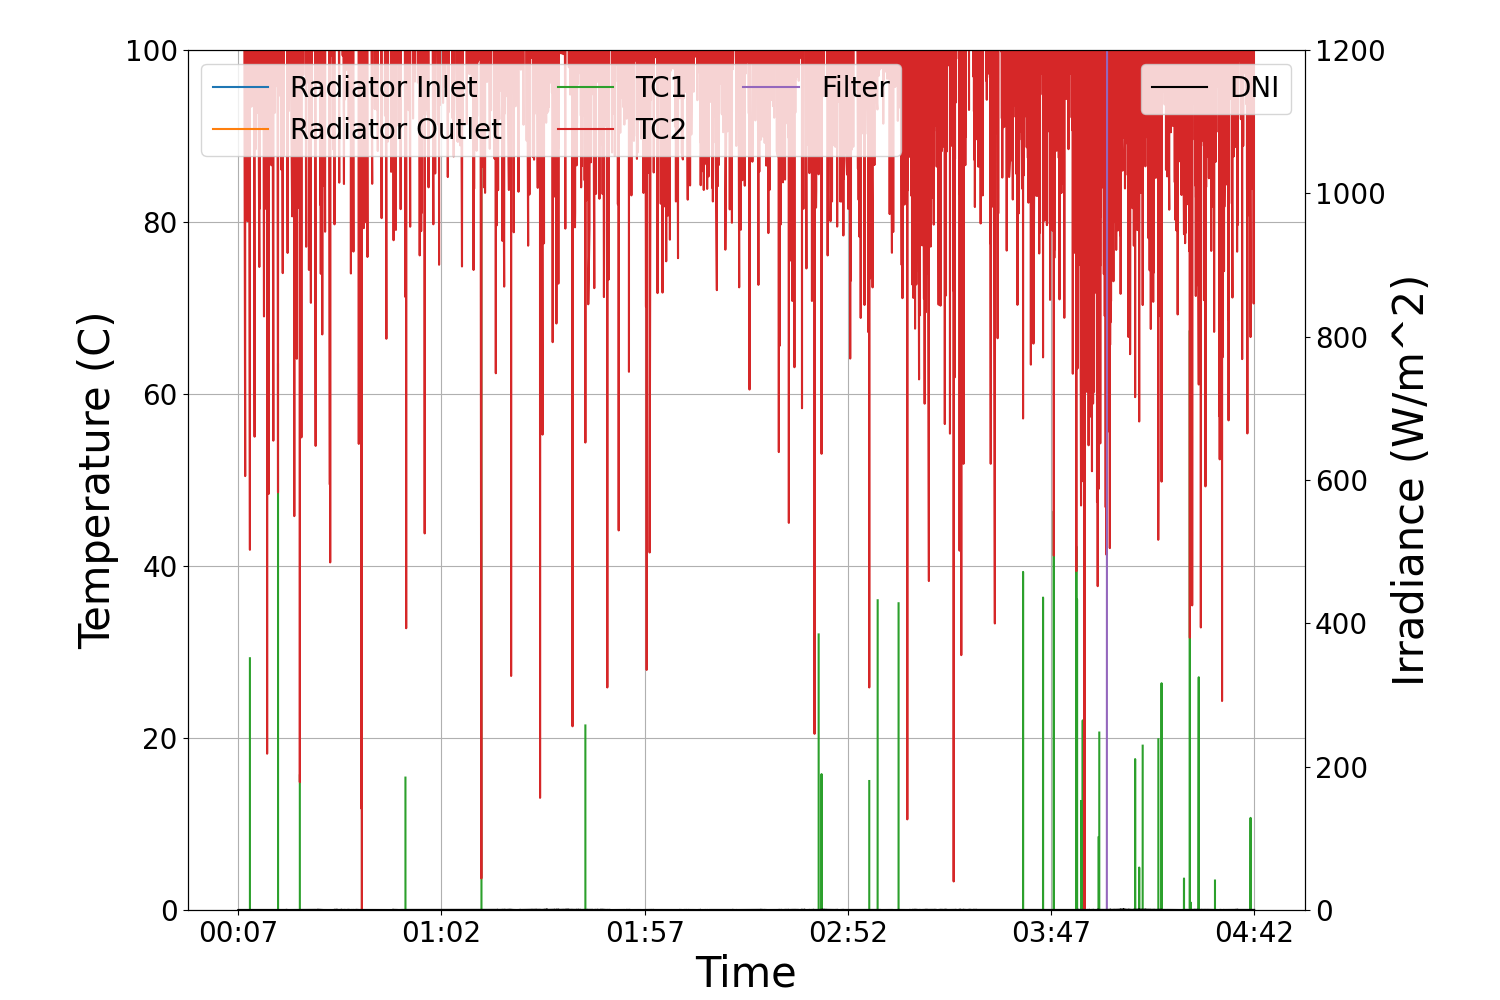 Radiator Inlet
Radiator Outlet
TC1
TC2
Filter
DNI
100
80
60
40
20
0
Temperature (C)
1200
1000
800
600
400
200
0
Irradiance (W/m^2)
00:07 01:02 01:57 02:52 03:47 04:42
Time